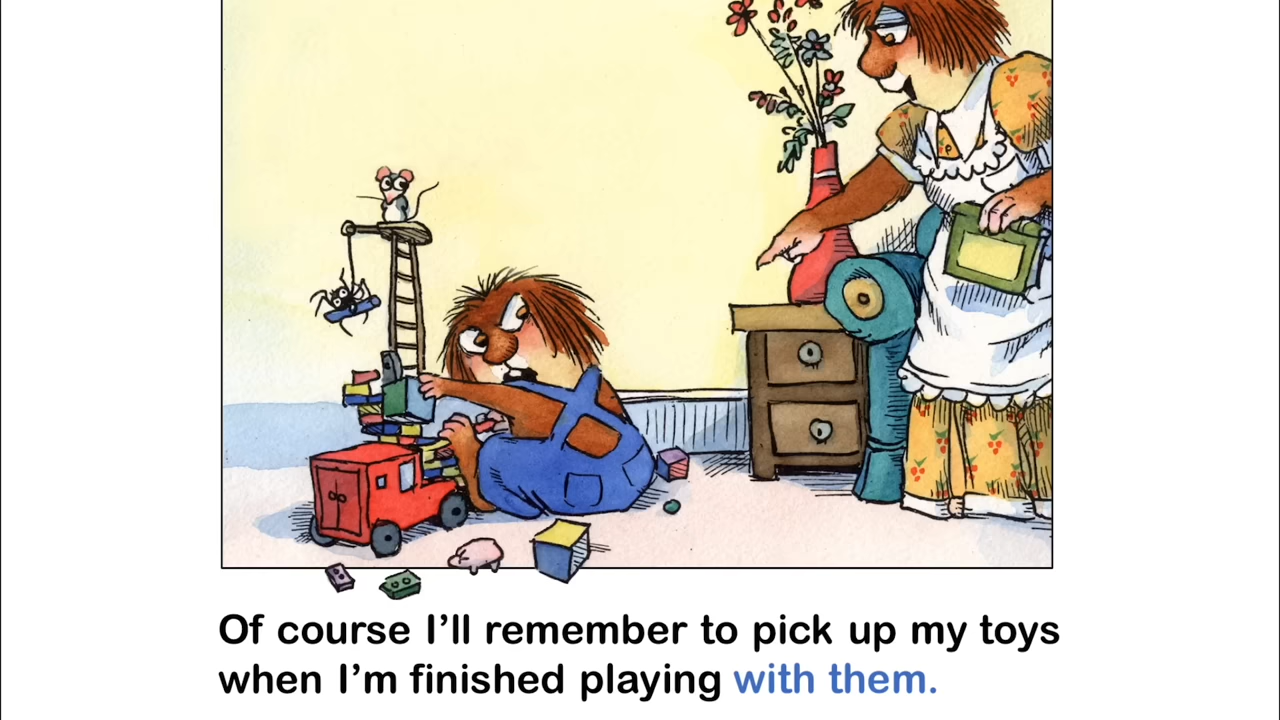 Of course I’ll remember to pick up my toys
when I’m finished playing with them.